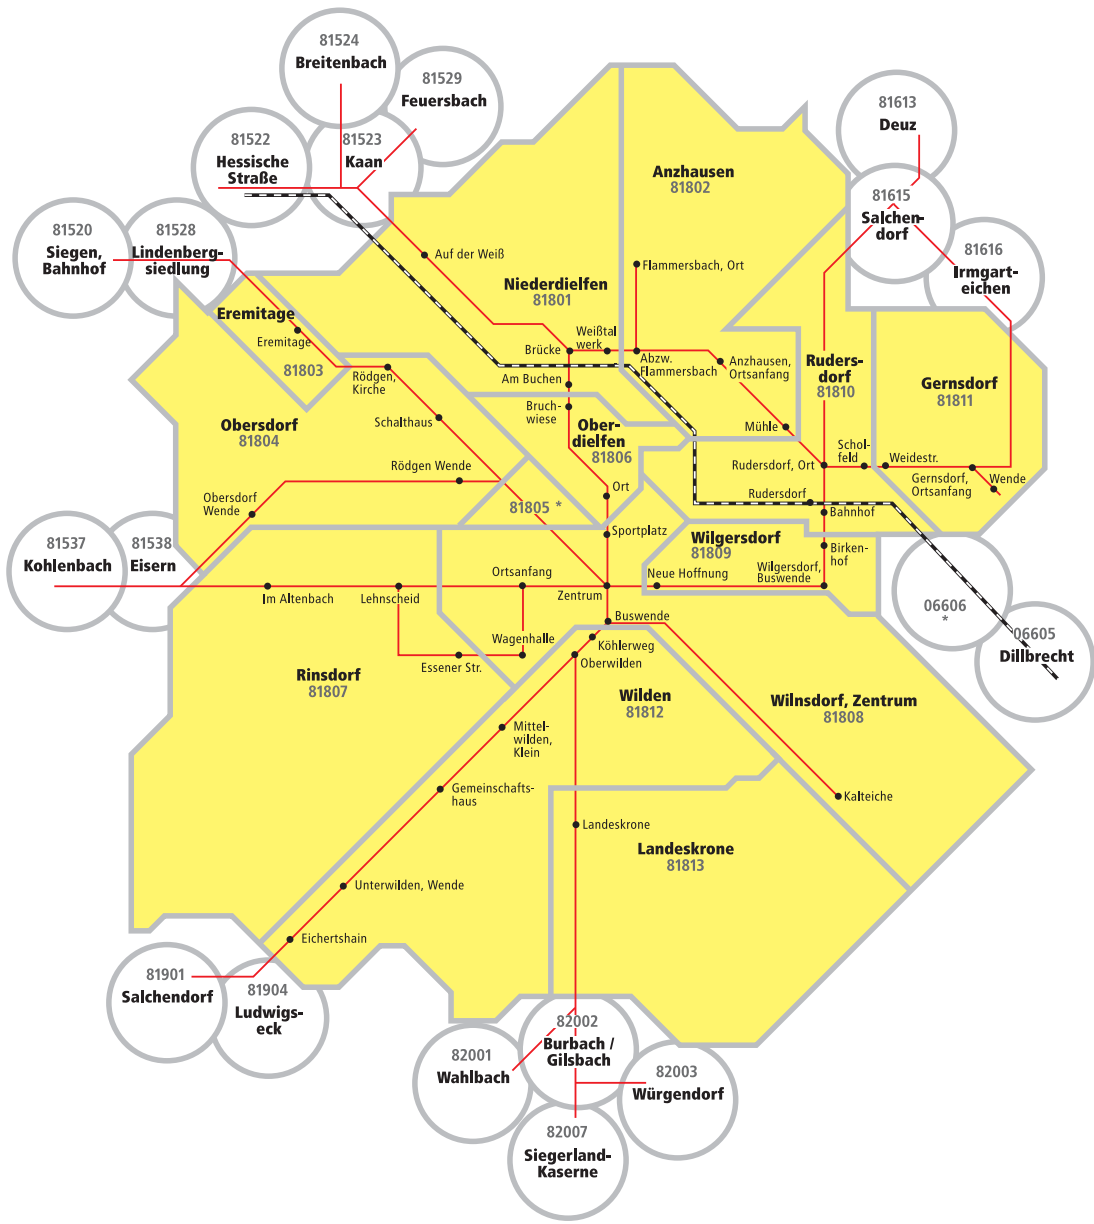 81524
Breitenbach
81529
Feuersbach
81522
Hessische
Straße
81523
Kaan
81613
Deuz
81615
Salchen-
dorf
81616
Irmgart-
eichen
81520
Siegen,
Bahnhof
81528
Lindenberg-
siedlung
Anzhausen
81802
Auf der Weiß
Flammersbach, Ort
Niederdielfen
81801
Eremitage
Eremitage
81803
Weißtal
werk
Brücke
Abzw.
Flammersbach
Anzhausen,
Ortsanfang
Ruders-
dorf
81810
Gernsdorf
81811
Rödgen,
Kirche
Am Buchen
Bruch-
wiese
Schalthaus
Obersdorf
81804
Ober-
dielfen
81806
Mühle
Schol-
feld
Weidestr.
Rudersdorf, Ort
Gernsdorf,
Ortsanfang
Wende
Rödgen Wende
Obersdorf
Wende
81805 *
Ort
Rudersdorf
Bahnhof
Sportplatz
Wilgersdorf
81809
Birken-
hof
81537
Kohlenbach
81538
Eisern
Im Altenbach
Lehnscheid
Ortsanfang
Zentrum
Neue Hoffnung
Wilgersdorf,
Buswende
06606
*
06605
Dillbrecht
Buswende
Wagenhalle
Essener Str.
Köhlerweg
Oberwilden
Rinsdorf
81807
Wilden
81812
Wilnsdorf, Zentrum
81808
Mittel-
wilden,
Klein
Gemeinschafts-
haus
Kalteiche
Landeskrone
Landeskrone
81813
Unterwilden, Wende
Eichertshain
81901
Salchendorf
81904
Ludwigs-
eck
82001
Wahlbach
82002
Burbach /
Gilsbach
82003
Würgendorf
82007
Siegerland-
Kaserne